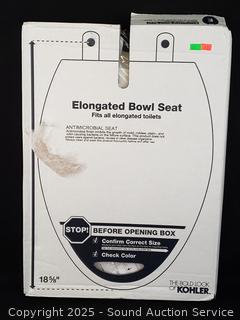 Elongated Bowl Seat
Fits all elongated toilets
ANTIMICROBIAL SEAT
STOP!
BEFORE OPENING BOX
Confirm Correct Size
Check Color
18⅝"
THE BOLD LOOK
OF KOHLER
Copyright 2025 - Sound Auction Service